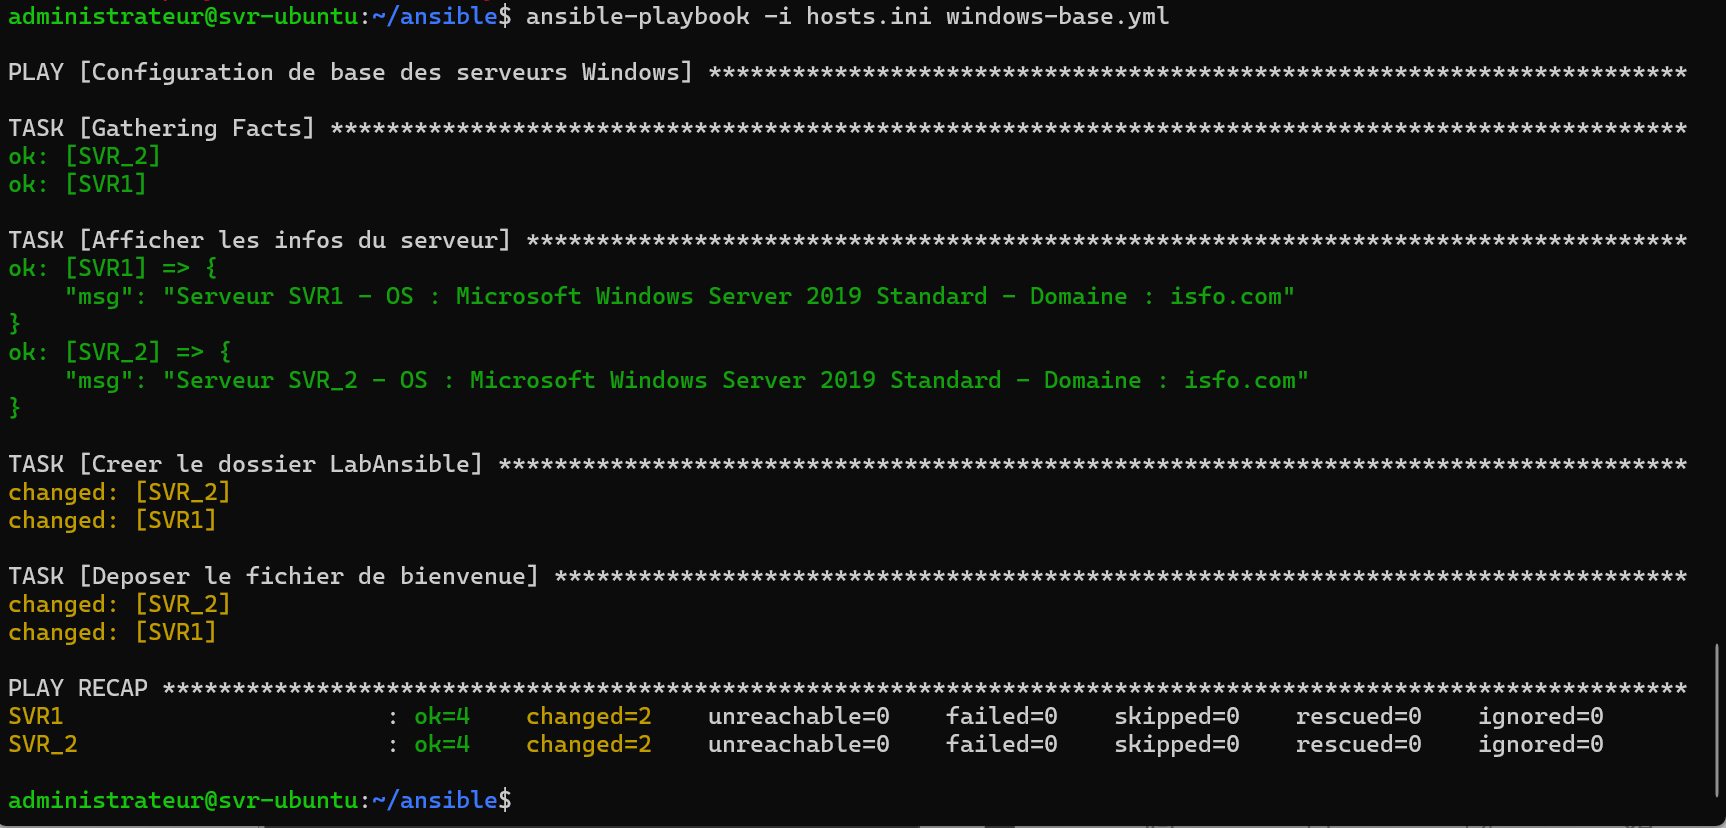 administrateur@svr-ubuntu:~/ansible$ ansible-playbook -i hosts.ini windows-base.yml
PLAY [Configuration de base des serveurs Windows] **********************************************************************
TASK [Gathering Facts] *************************************************************************************************
ok: [SVR_2]
ok: [SVR1]
TASK [Afficher les infos du serveur] ***********************************************************************************
ok: [SVR1] => {
    "msg": "Serveur SVR1 - OS : Microsoft Windows Server 2019 Standard - Domaine : isfo.com"
}
ok: [SVR_2] => {
    "msg": "Serveur SVR_2 - OS : Microsoft Windows Server 2019 Standard - Domaine : isfo.com"
}
TASK [Creer le dossier LabAnsible] *************************************************************************************
changed: [SVR_2]
changed: [SVR1]
TASK [Deposer le fichier de bienvenue] *********************************************************************************
changed: [SVR_2]
changed: [SVR1]
PLAY RECAP *************************************************************************************************************
SVR1                       : ok=4    changed=2    unreachable=0    failed=0    skipped=0    rescued=0    ignored=0
SVR_2                      : ok=4    changed=2    unreachable=0    failed=0    skipped=0    rescued=0    ignored=0
administrateur@svr-ubuntu:~/ansible$